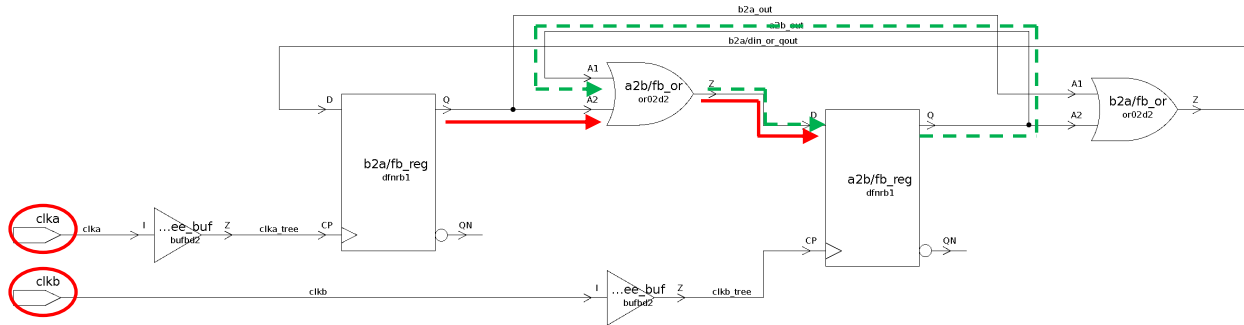 b2a_out
a2b_out
b2a/din_or_qout
A1
A2
a2b/fb_or
or02d2
Z
A1
A2
b2a/fb_or
or02d2
Z
D
Q
b2a/fb_reg
dfnrb1
CP
QN
D
Q
a2b/fb_reg
dfnrb1
CP
QN
clka
clka
I
...ee_buf
bufbd2
Z
clka_tree
clkb
clkb
I
...ee_buf
bufbd2
Z
clkb_tree